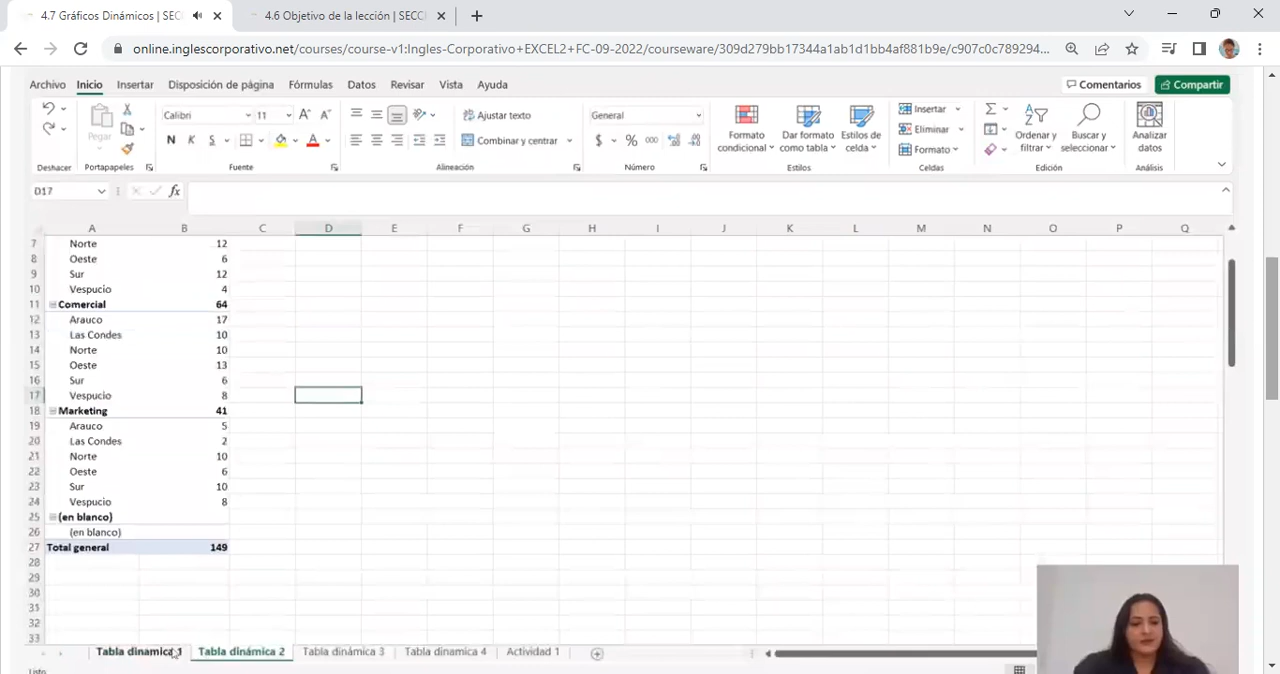 4.7 Gráficos Dinámicos | SEC
4.6 Objetivo de la lección | SECC
online.inglescorporativo.net/courses/course-v1:Ingles-Corporativo+EXCEL2+FC-09-2022/courseware/309d279bb17344a1ab1d1bb4af881b9e/c907c0c789294...
Archivo Inicio Insertar Disposición de página Fórmulas Datos Revisar Vista Ayuda Comentarios Compartir
Pegar
Calibri 11
N K S
Ajustar texto
Combinar y centrar
General
$ % 000
Formato condicional
Dar formato como tabla
Estilos de celda
Insertar
Eliminar
Formato
Ordenar y filtrar
Buscar y seleccionar
Analizar datos
Deshacer Portapapeles Fuente Alineación Número Estilos Celdas Edición Análisis
D17 fx
A B C D E F G H I J K L M N O P Q
7 Norte 12
8 Oeste 6
9 Sur 12
10 Vespucio 4
11 Comercial 64
12 Arauco 17
13 Las Condes 10
14 Norte 10
15 Oeste 13
16 Sur 6
17 Vespucio 8
18 Marketing 41
19 Arauco 5
20 Las Condes 2
21 Norte 10
22 Oeste 6
23 Sur 10
24 Vespucio 8
25 (en blanco)
26 (en blanco)
27 Total general 149
28
29
30
31
32
33
Tabla dinamica 1 Tabla dinámica 2 Tabla dinámica 3 Tabla dinamica 4 Actividad 1
Listo